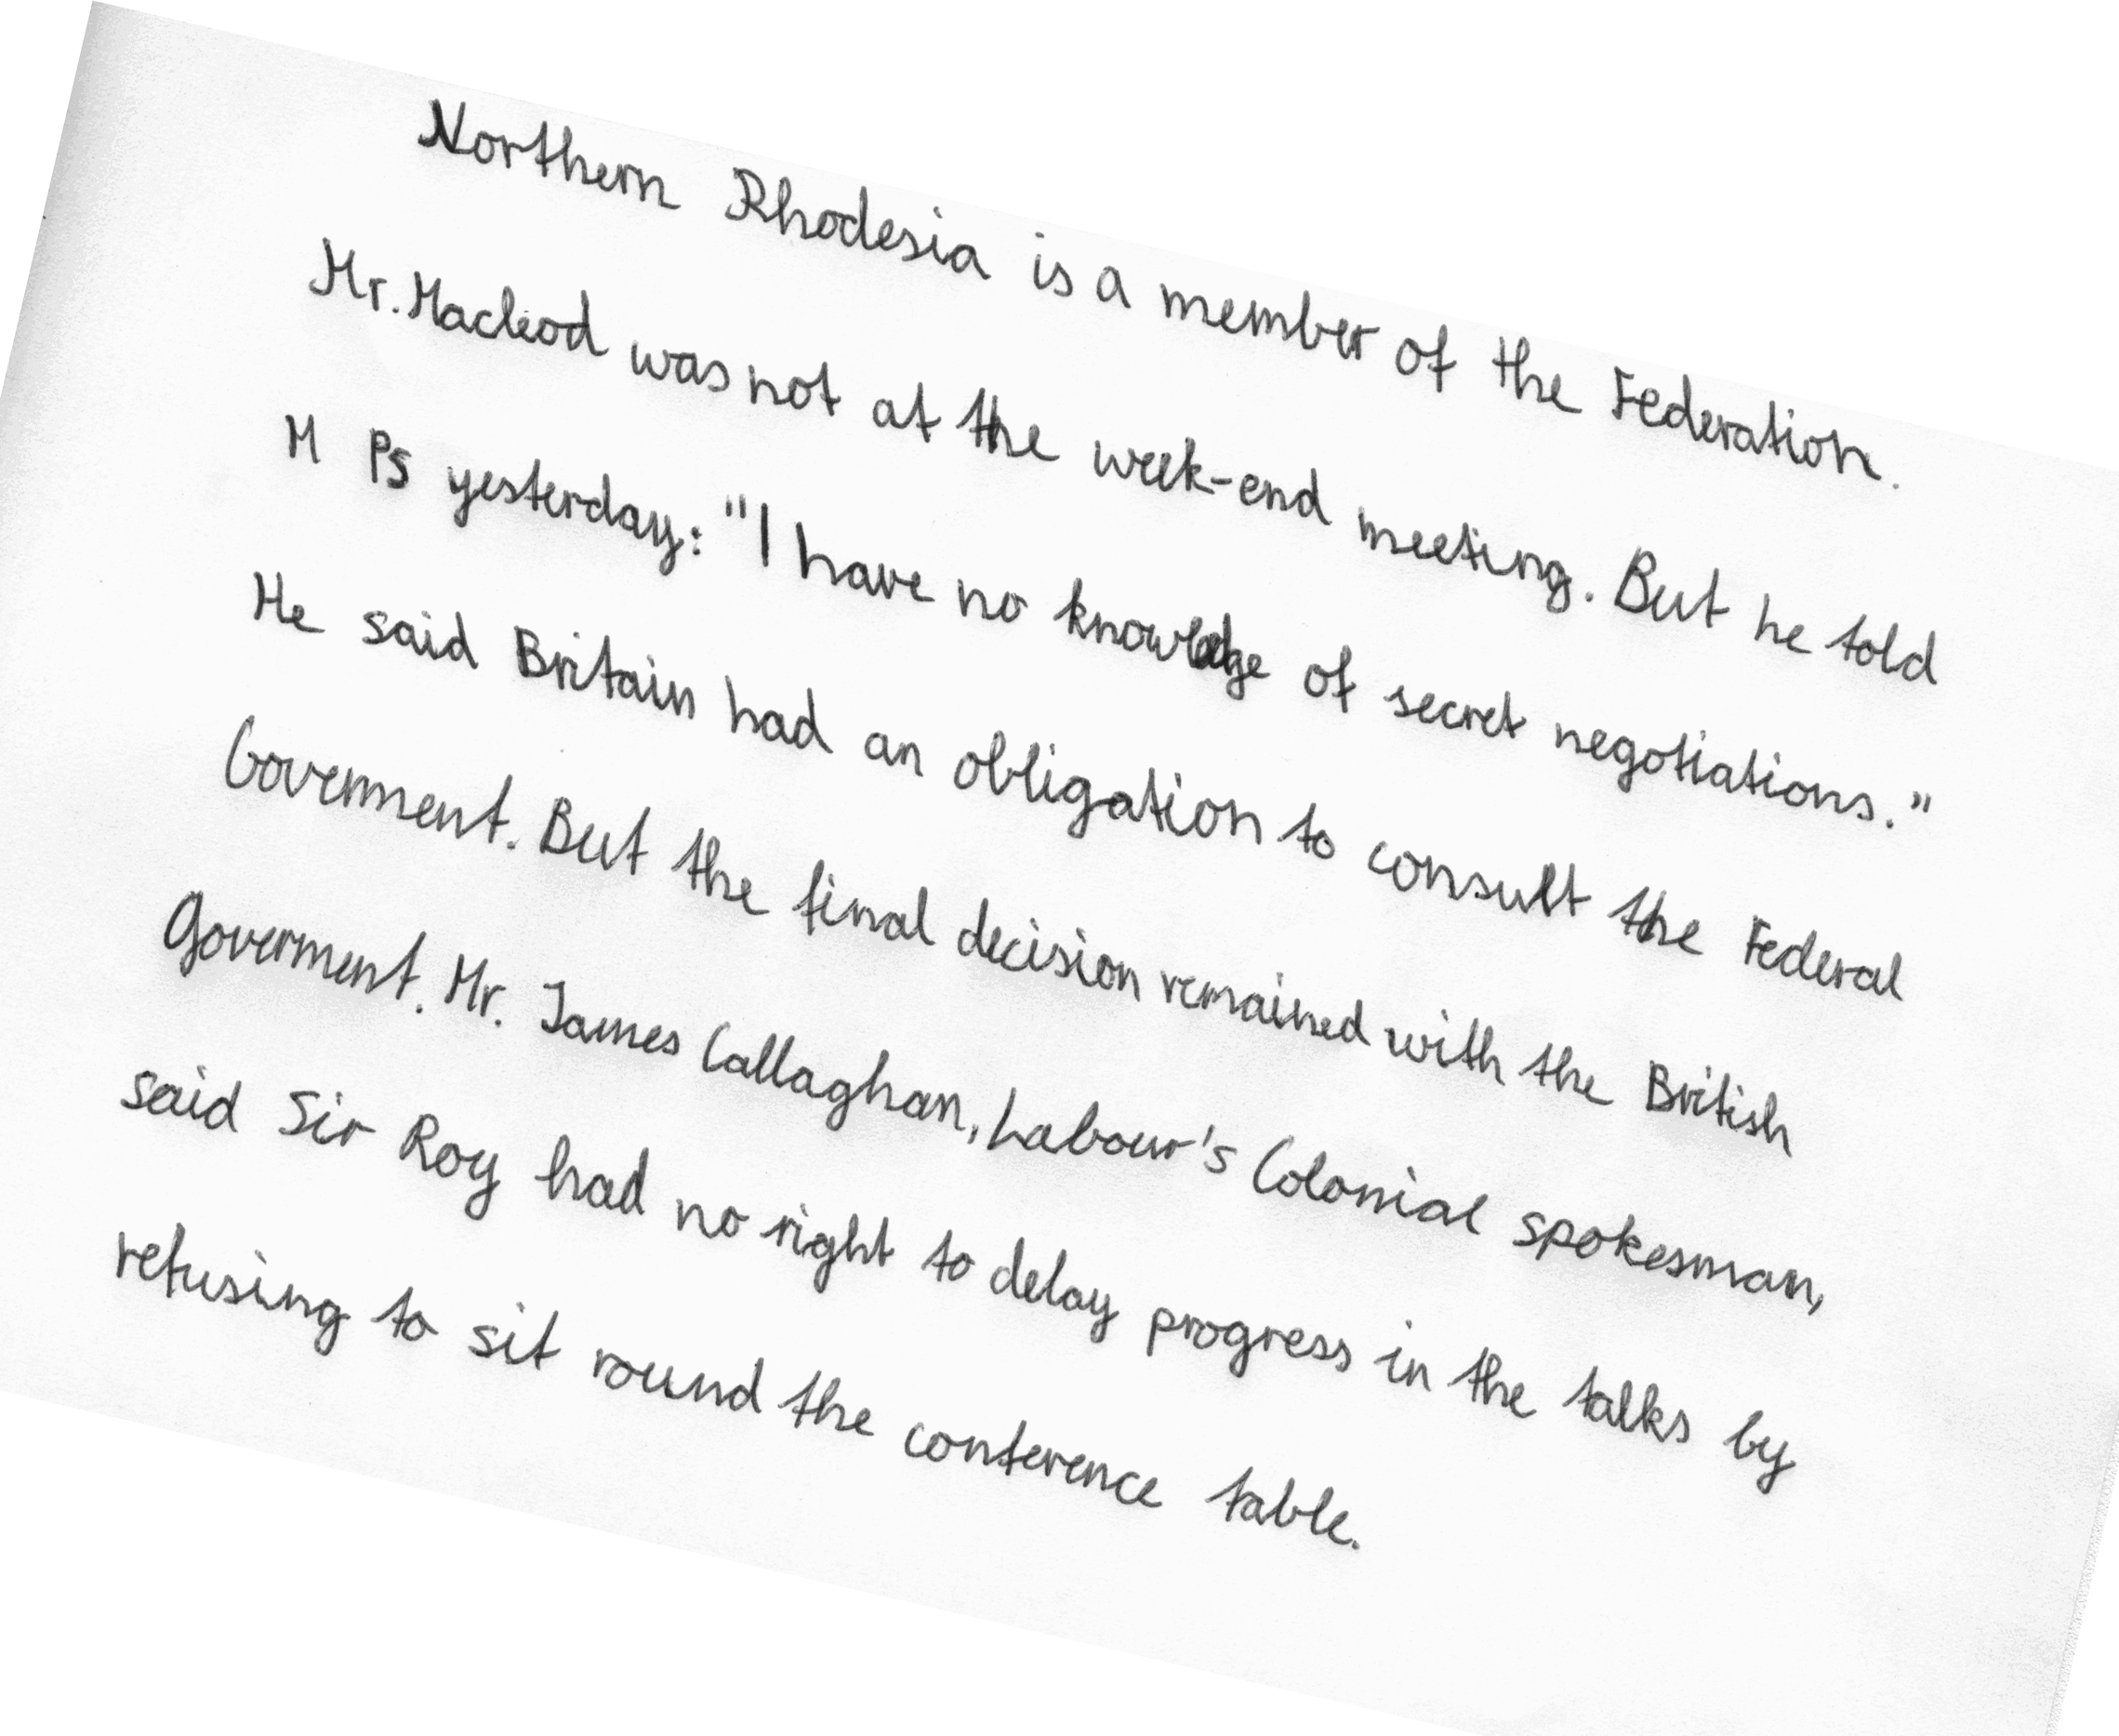 Northern Rhodesia is a member of the Federation.
Mr. Macleod was not at the week-end meeting. But he told
M Ps yesterday: "I have no knowledge of secret negotiations."
He said Britain had an obligation to consult the Federal
Government. But the final decision remained with the British
Goverment. Mr. James Callaghan, Labour's Colonial spokesman,
said Sir Roy had no right to delay progress in the talks by
refusing to sit round the conference table.